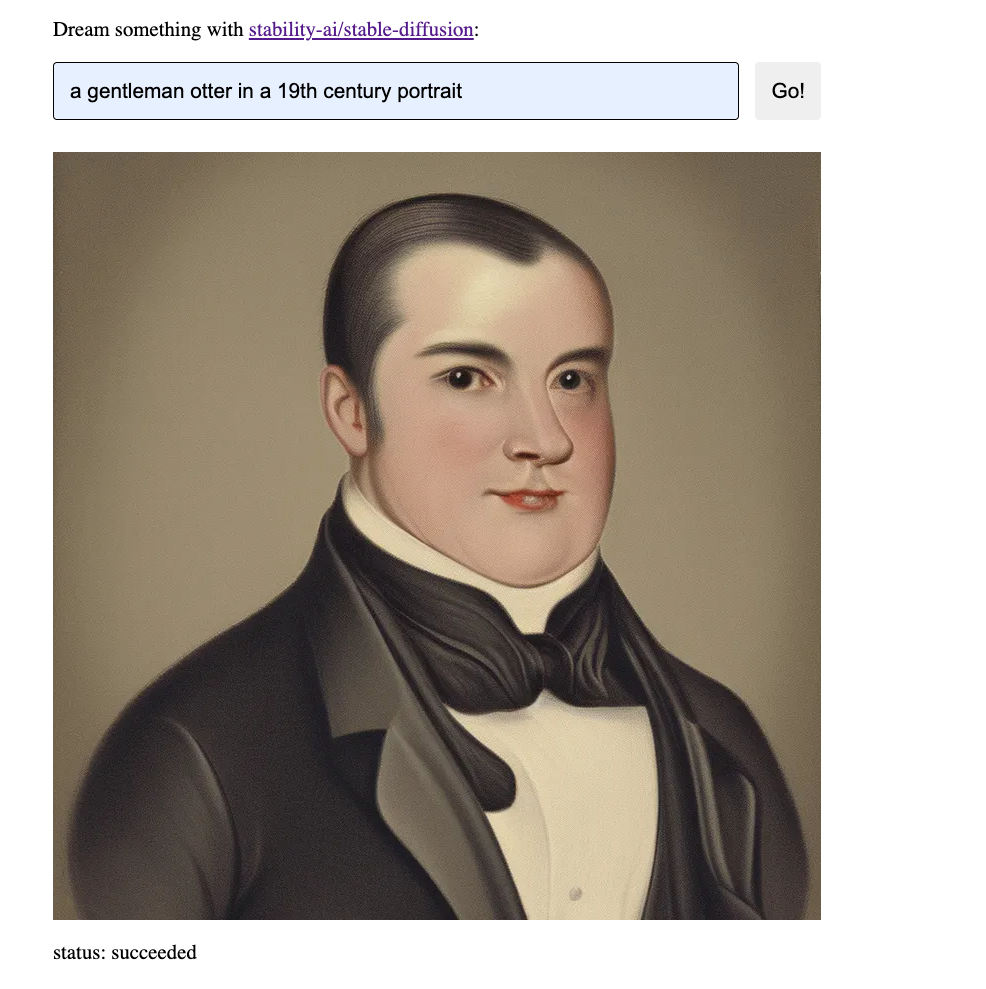 Dream something with stability-ai/stable-diffusion:
a gentleman otter in a 19th century portrait
Go!
status: succeeded